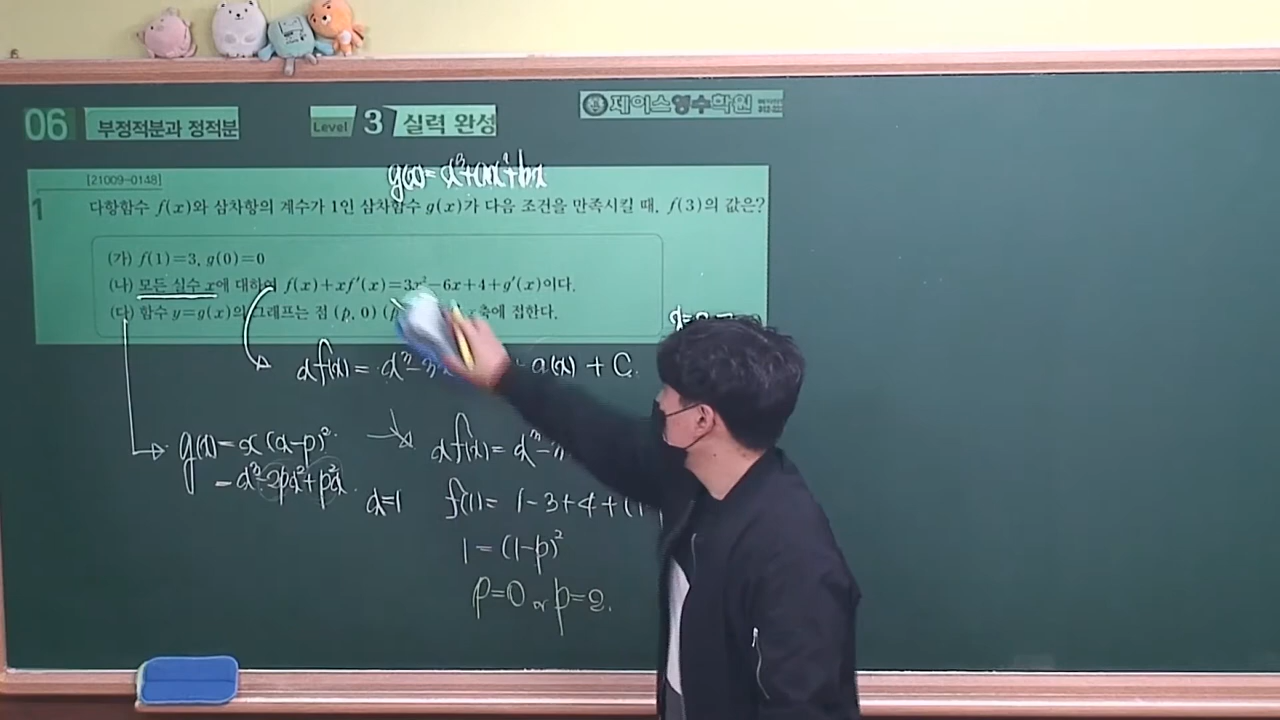 06 부정적분과 정적분 Level 3 실력 완성 제이스영수학원
[21009-0148]
g(x)=x³+ax²+bx
1 다항함수 f(x)와 삼차항의 계수가 1인 삼차함수 g(x)가 다음 조건을 만족시킬 때, f(3)의 값은?
(가) f(1)=3, g(0)=0
(나) 모든 실수 x에 대하여 f(x)+xf'(x)=3x²-6x+4+g'(x)이다.
(다) 함수 y=g(x)의 그래프는 점 (p, 0) 축에 접한다.
xf(x)= x³-3x g(x) + C.
g(x)=x(x-p)².
xf(x)= x³-3
=x³-2px²+p²x.
x=1 f(1)= 1-3+4+(1
1=(1-p)²
p=0 or p=2.